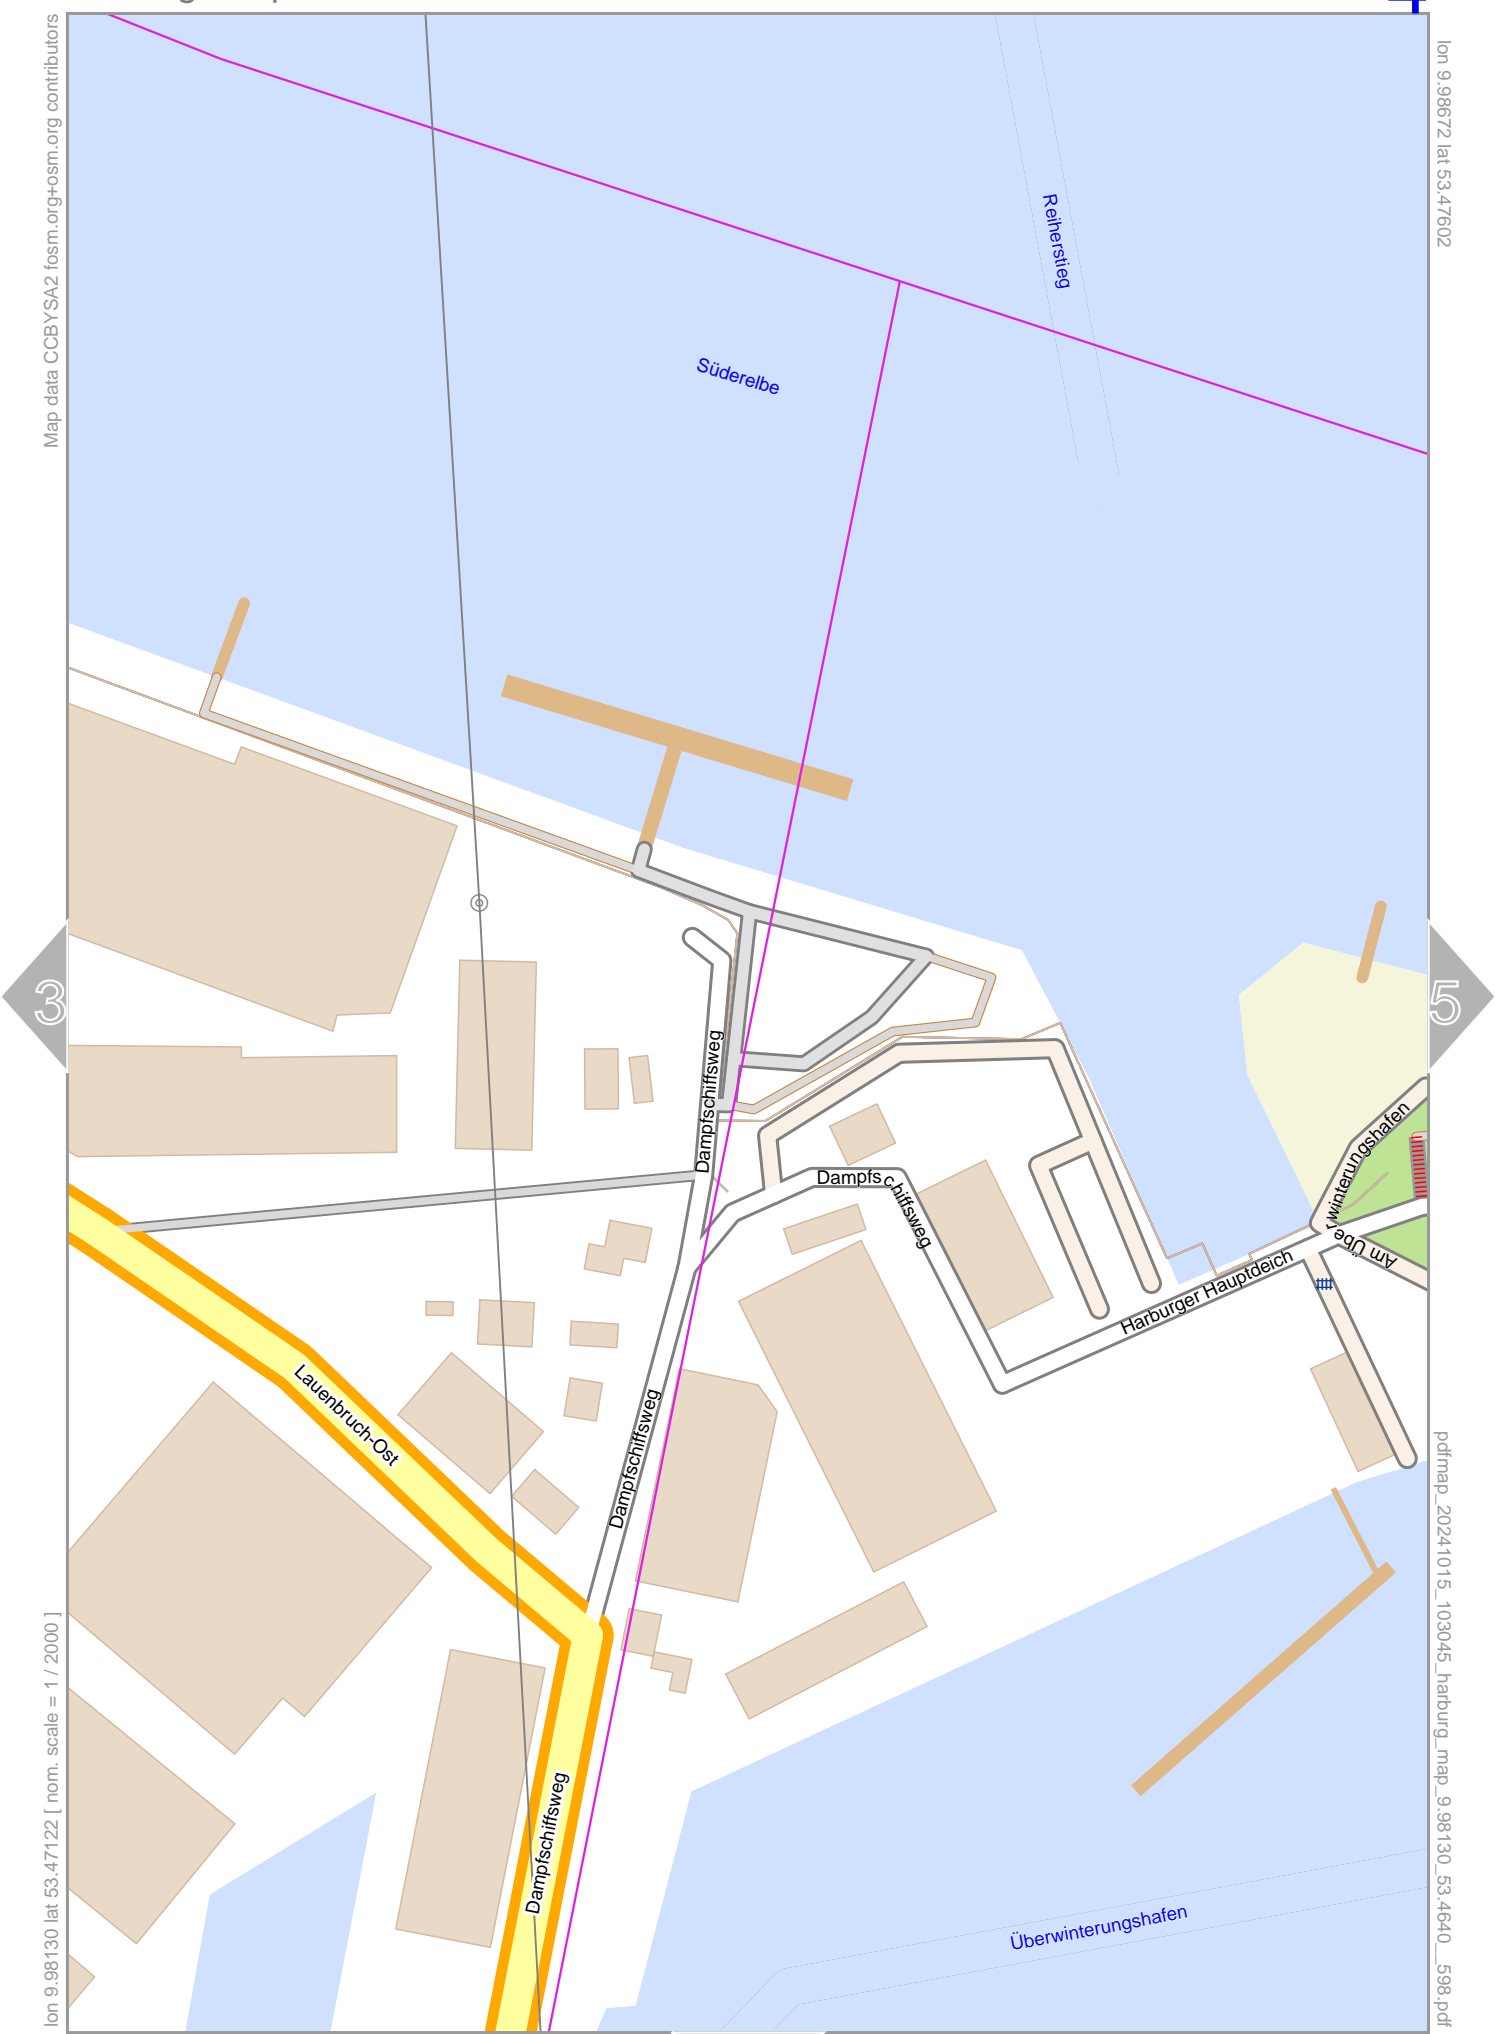 Map data CCBYSA2 fosm.org+osm.org contributors
lon 9.98672 lat 53.47602
Reiherstieg
Süderelbe
3
5
Dampfschiffsweg
Dampfschiffsweg
winterungshafen
Am Über
Harburger Hauptdeich
Lauenbruch-Ost
Dampfschiffsweg
Dampfschiffsweg
Überwinterungshafen
lon 9.98130 lat 53.47122 [ nom. scale = 1 / 2000 ]
pdfmap_20241015_103045_harburg_map_9.98130_53.4640__598.pdf